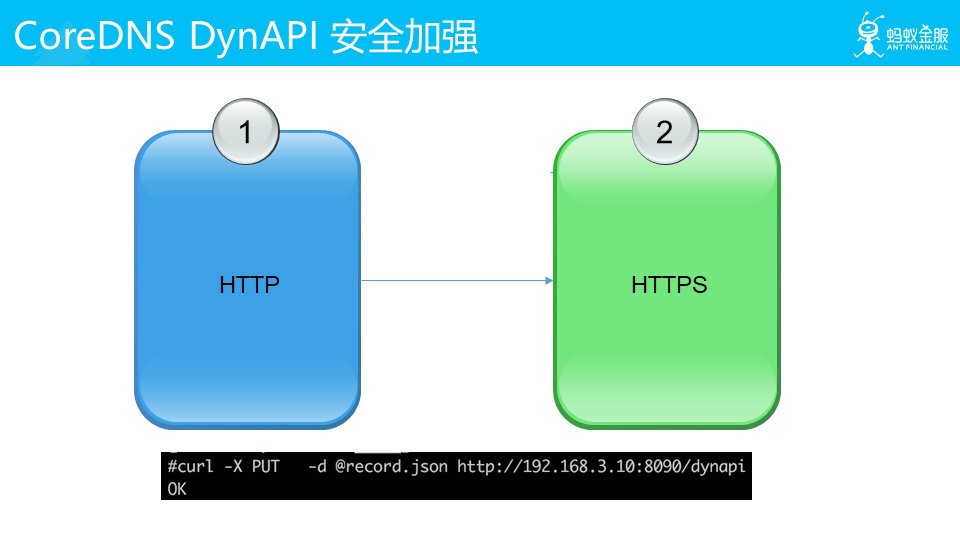 CoreDNS DynAPI 安全加强
蚂蚁金服
ANT FINANCIAL
1
2
HTTP
HTTPS
#curl -X PUT   -d @record.json http://192.168.3.10:8090/dynapi
OK